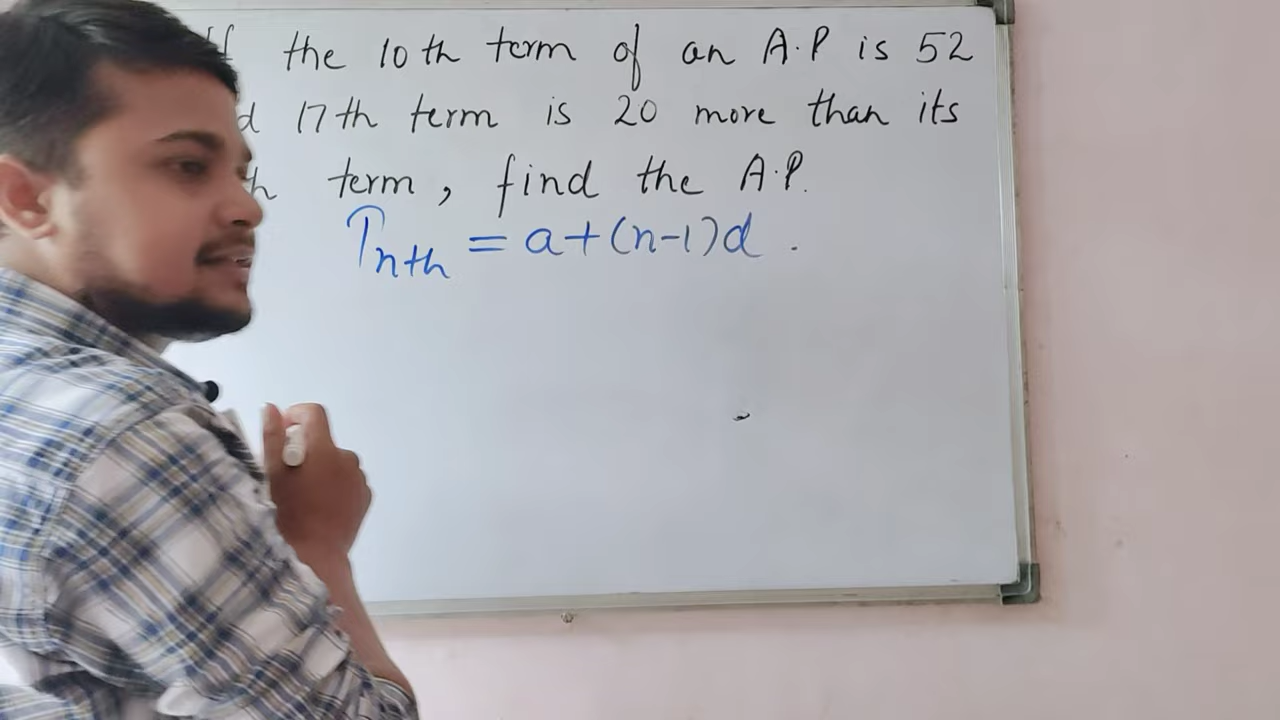 If the 10th term of an A.P is 52
17th term is 20 more than its
term, find the A.P.
Tnth = a+(n-1)d.